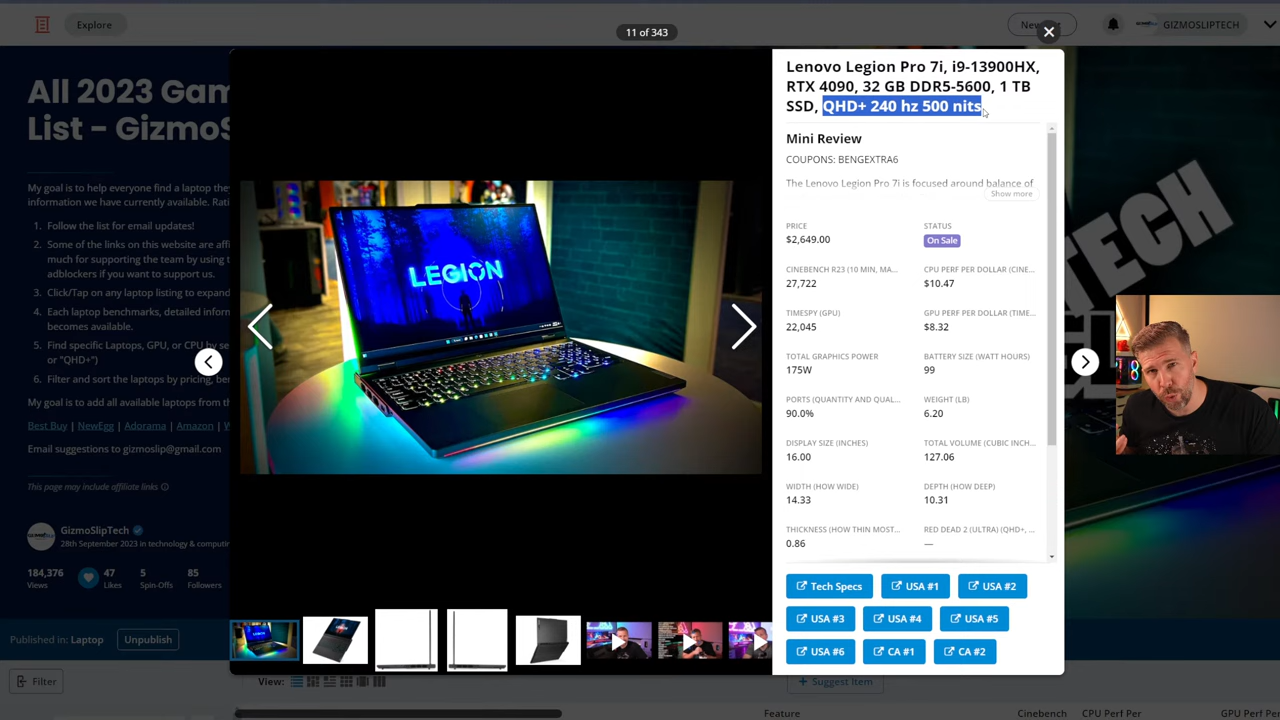 Explore
11 of 343
New
GIZMOSLIPTECH
All 2023 Gam
List - GizmoS
My goal is to help everyone find a laptop the
information we have currently available. Rati
1. Follow the list for email updates!
2. Some of the links on this website are affi
much for supporting the team by using t
adblockers if you want to support us.
3. Click/Tap on any laptop listing to expand
4. Each laptop benchmarks, detailed infor
becomes available.
5. Find specific Laptops, GPU, or CPU by se
or "QHD+")
6. Filter and sort the laptops by pricing, ben
My goal is to add all available laptops from th
Best Buy | NewEgg | Adorama | Amazon | W
Email suggestions to gizmoslip@gmail.com
This page may include affiliate links
GizmoSlipTech
28th September 2023 in technology & computin
184,376
Views
47
Likes
5
Spin-Offs
85
Followers
Published in: Laptop
Unpublish
Filter
View:
Suggest Item
Feature
Cinebench
CPU Perf Per
GPU Perf Per
LEGION
TECH
Lenovo Legion Pro 7i, i9-13900HX,
RTX 4090, 32 GB DDR5-5600, 1 TB
SSD, QHD+ 240 hz 500 nits
Mini Review
COUPONS: BENGEXTRA6
The Lenovo Legion Pro 7i is focused around balance of
Show more
PRICE
$2,649.00
STATUS
On Sale
CINEBENCH R23 (10 MIN, MA...
27,722
CPU PERF PER DOLLAR (CINE...
$10.47
TIMESPY (GPU)
22,045
GPU PERF PER DOLLAR (TIME...
$8.32
TOTAL GRAPHICS POWER
175W
BATTERY SIZE (WATT HOURS)
99
PORTS (QUANTITY AND QUAL...
90.0%
WEIGHT (LB)
6.20
DISPLAY SIZE (INCHES)
16.00
TOTAL VOLUME (CUBIC INCH...
127.06
WIDTH (HOW WIDE)
14.33
DEPTH (HOW DEEP)
10.31
THICKNESS (HOW THIN MOST...
0.86
RED DEAD 2 (ULTRA) (QHD+, ...
—
Tech Specs
USA #1
USA #2
USA #3
USA #4
USA #5
USA #6
CA #1
CA #2